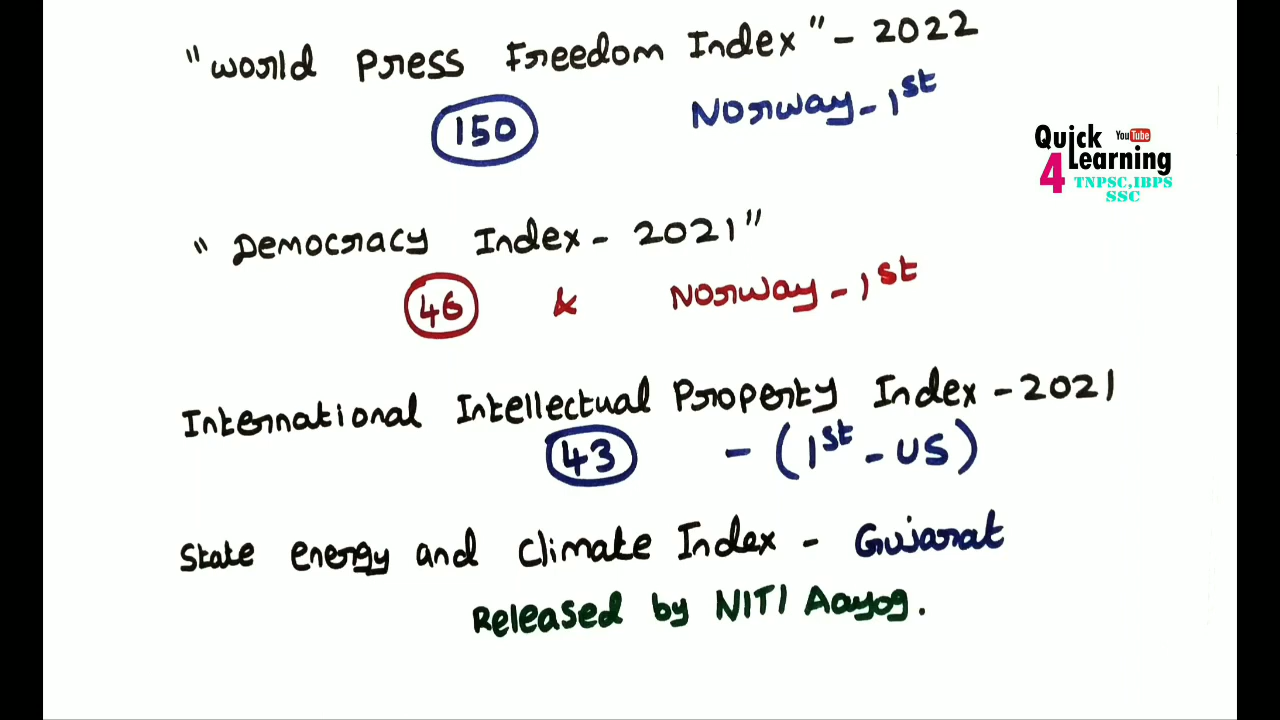 "World Press Freedom Index" - 2022
150 Norway - 1st
Quick YouTube
4 Learning
TNPSC,IBPS
SSC
"Democracy Index - 2021"
46 & Norway - 1st
International Intellectual Property Index - 2021
43 - (1st - US)
State energy and climate Index - Gujarat
Released by NITI Aayog.